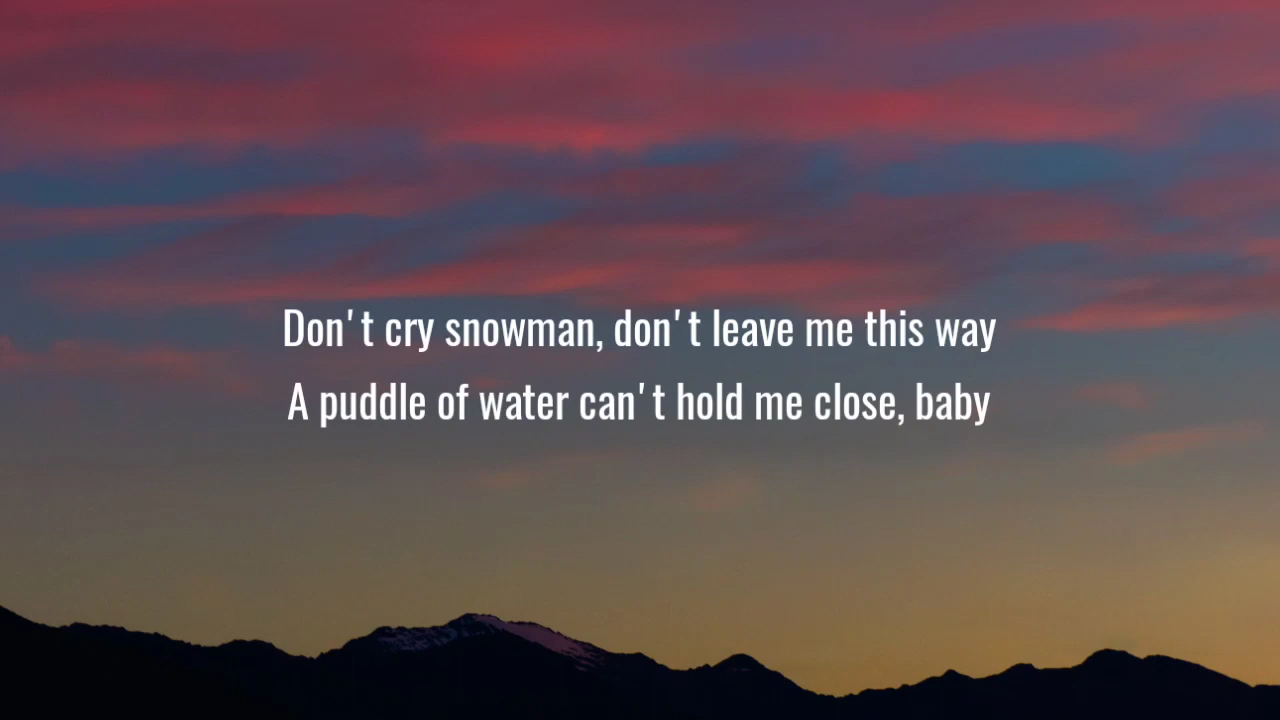 Don't cry snowman, don't leave me this way
A puddle of water can't hold me close, baby